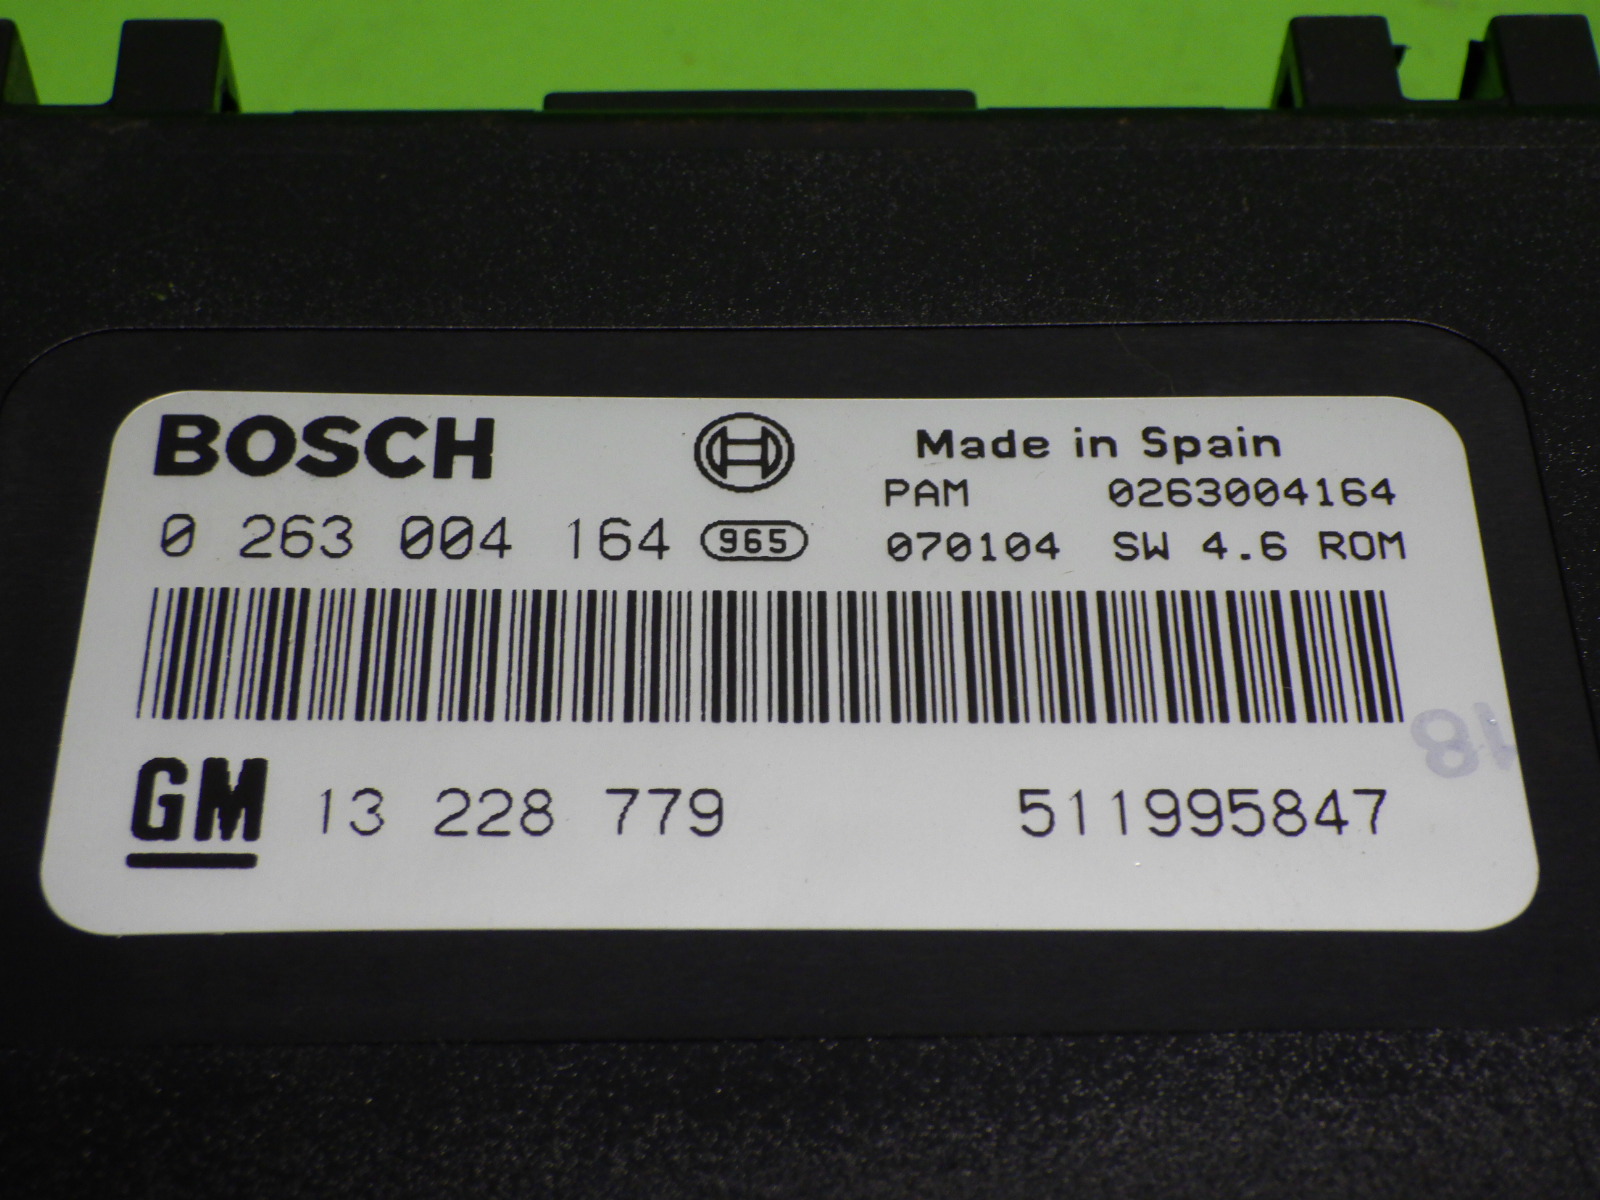 BOSCH
Made in Spain
PAM 0263004164
0 263 004 164 965
070104 SW 4.6 ROM
18
GM 13 228 779 511995847